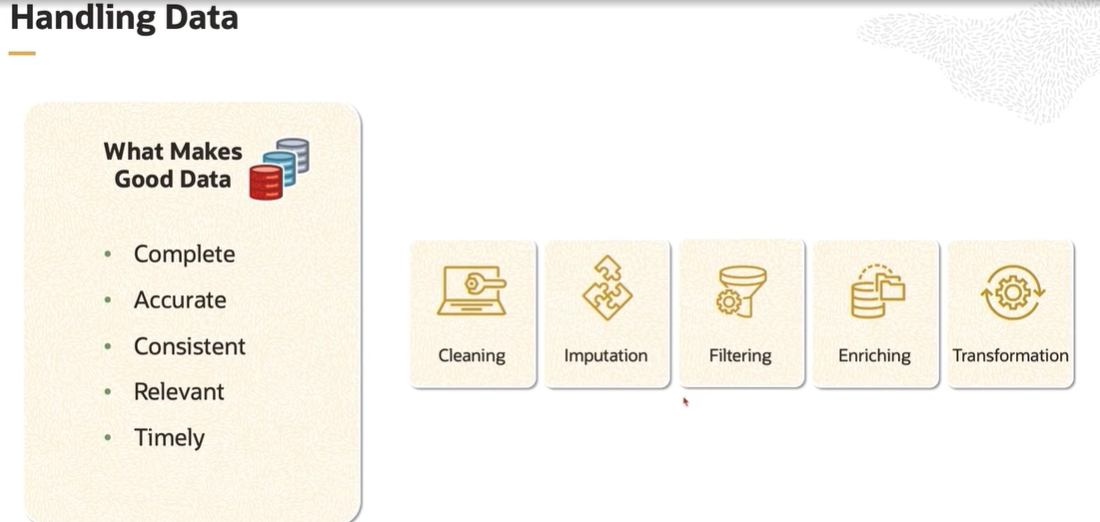 Handling Data
What Makes
Good Data
• Complete
• Accurate
• Consistent
• Relevant
• Timely
Cleaning
Imputation
Filtering
Enriching
Transformation